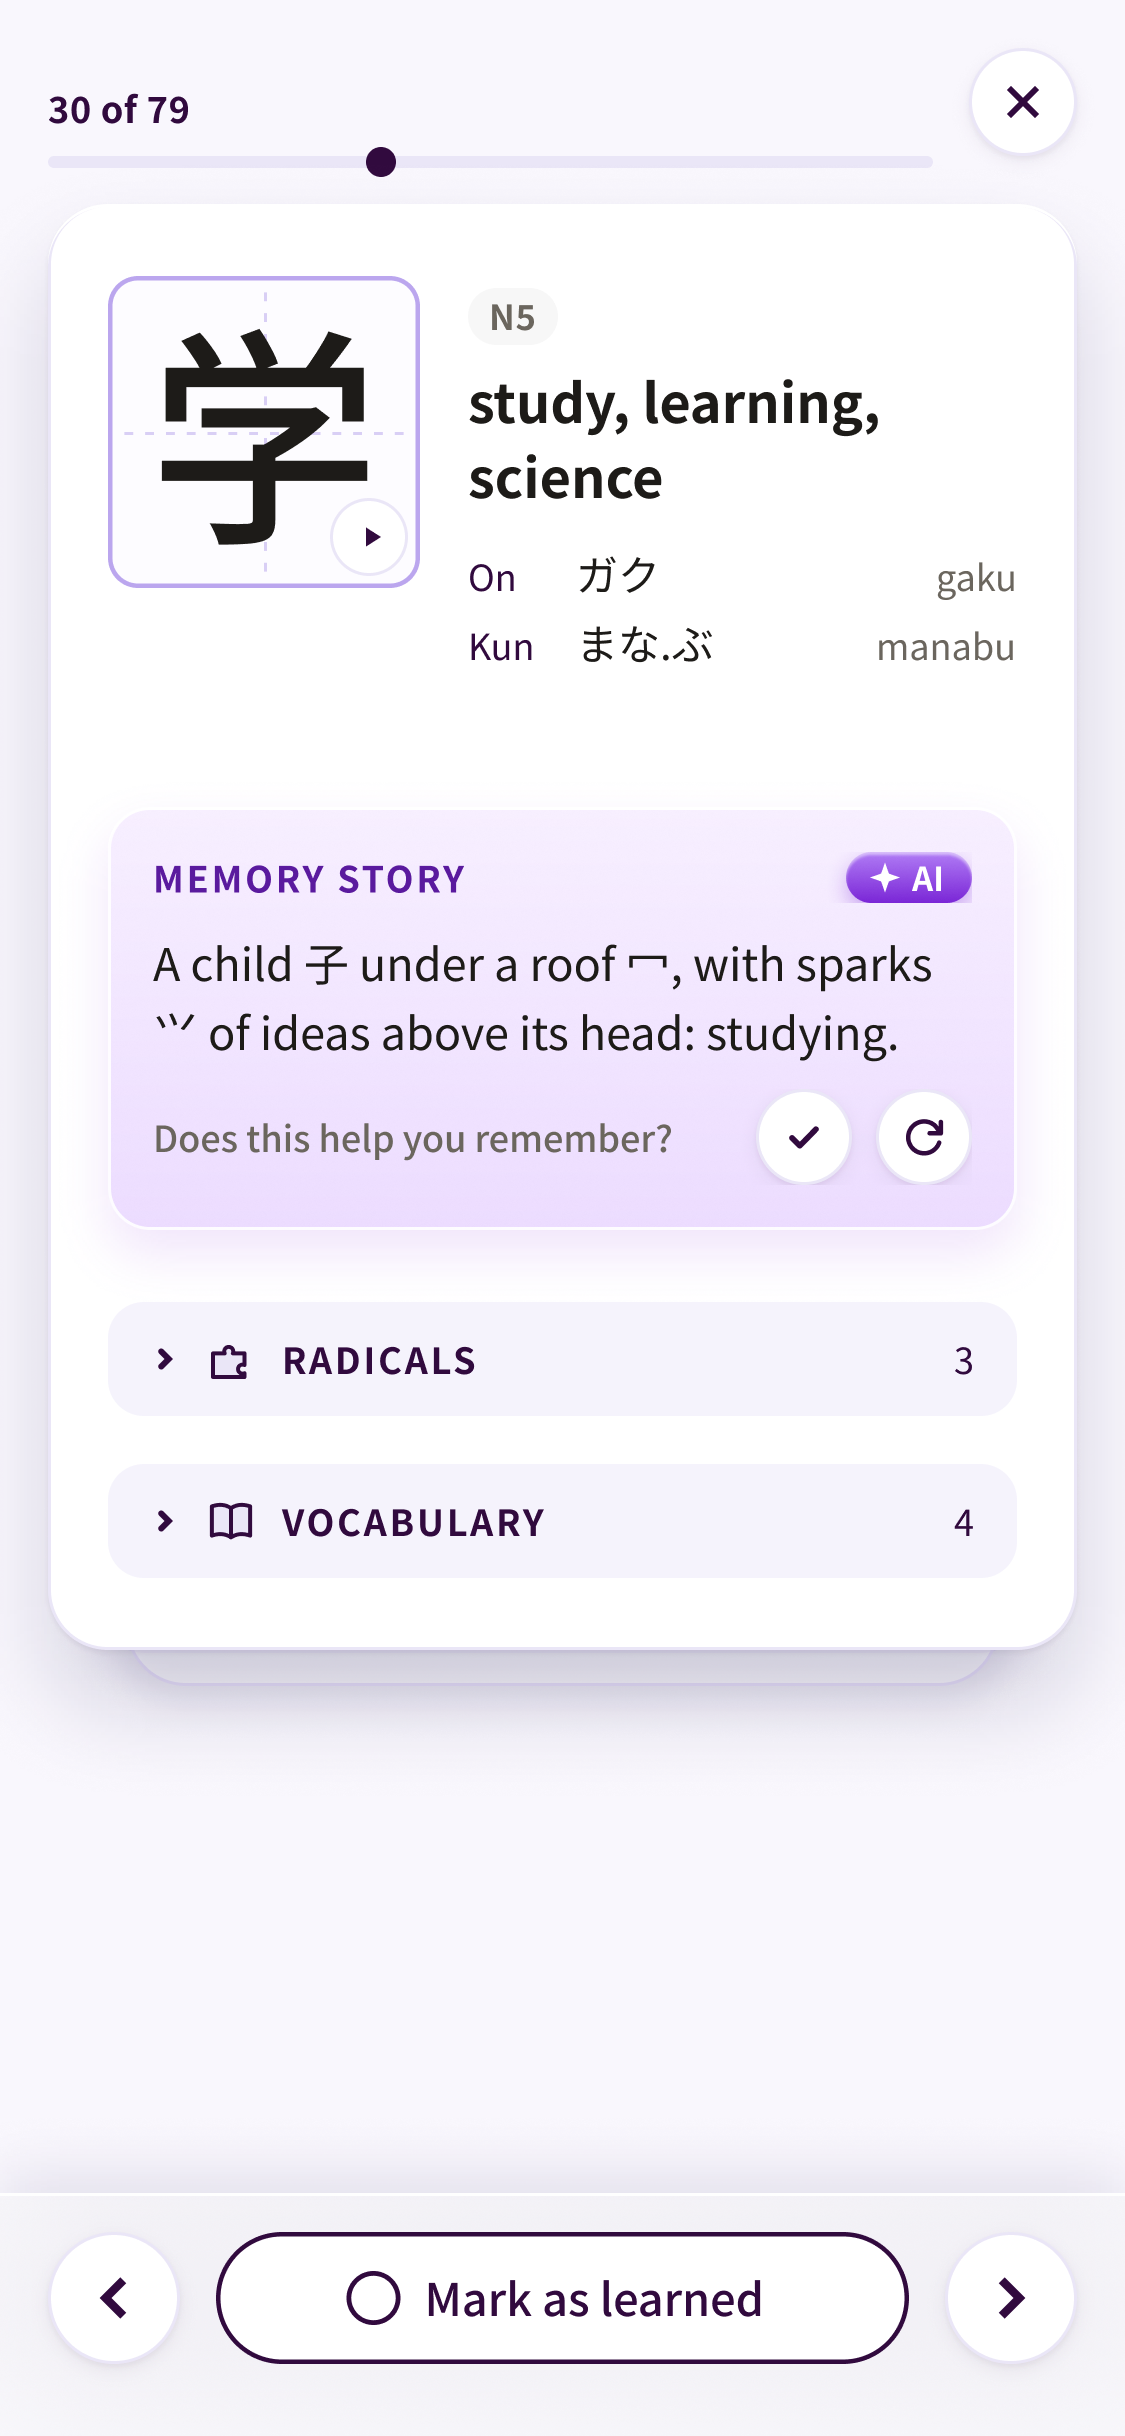 30 of 79
学
N5
study, learning,
science
On ガク gaku
Kun まな.ぶ manabu
MEMORY STORY
AI
A child 子 under a roof 冖, with sparks
⺍ of ideas above its head: studying.
Does this help you remember?
RADICALS 3
VOCABULARY 4
Mark as learned